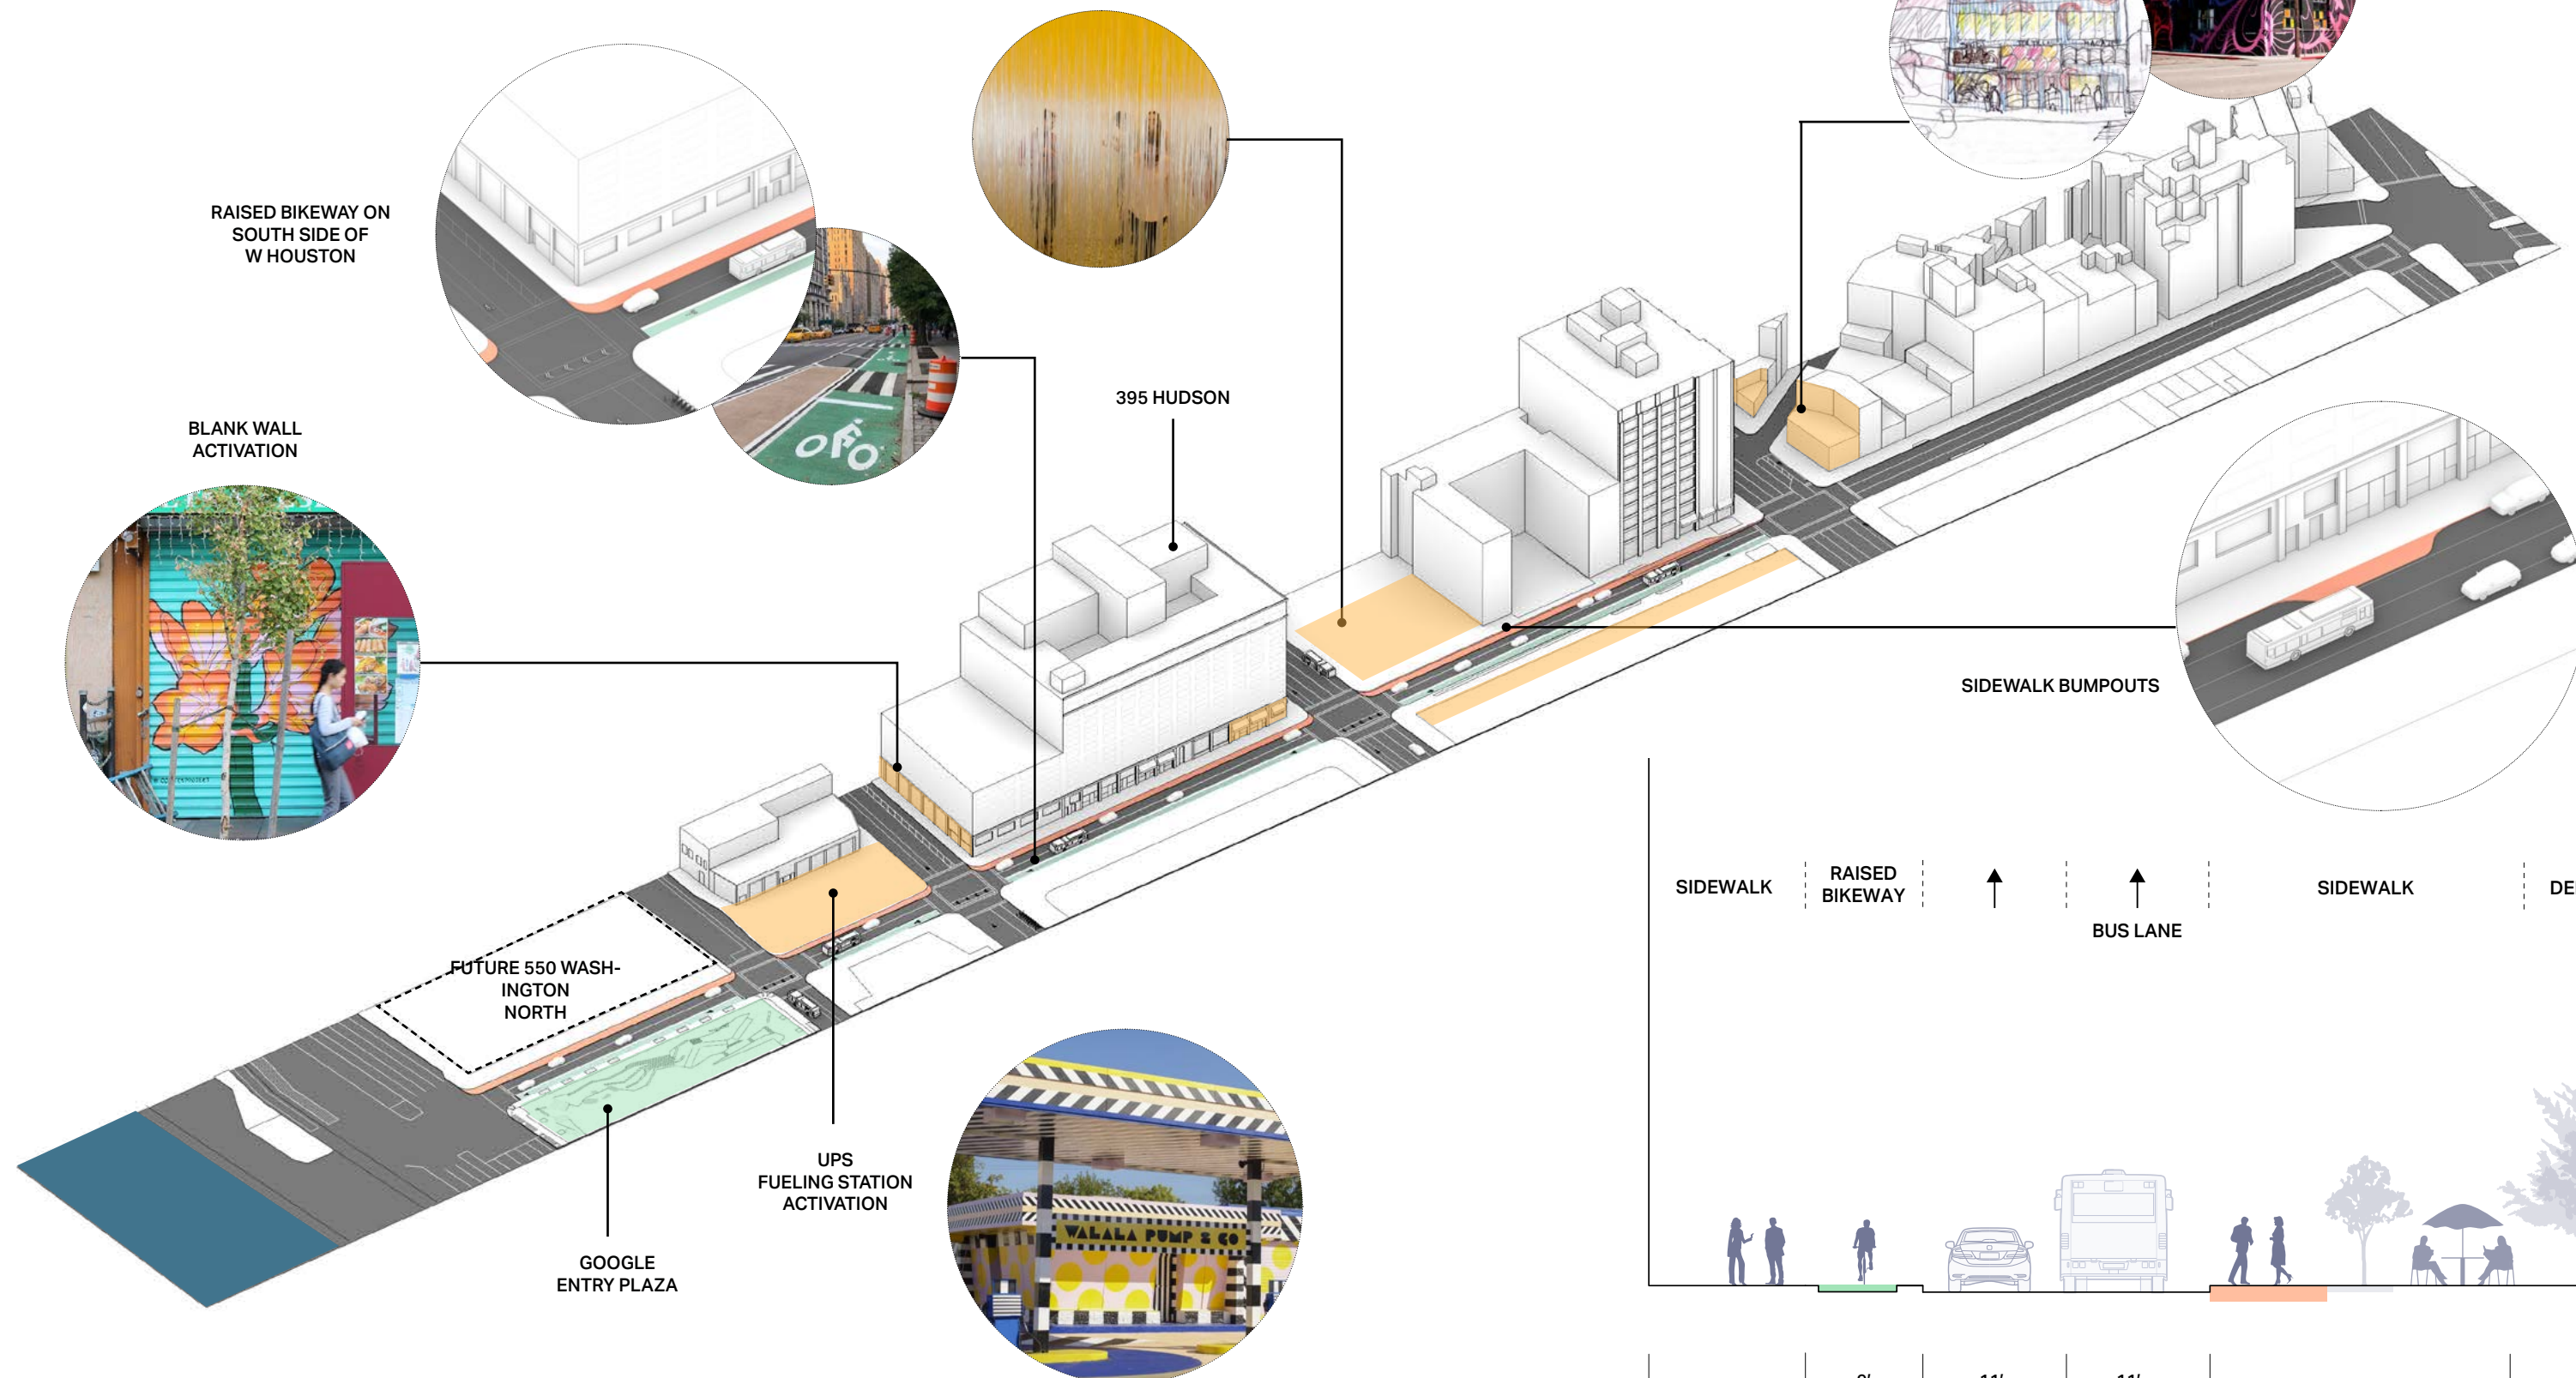 RAISED BIKEWAY ON
SOUTH SIDE OF
W HOUSTON
BLANK WALL
ACTIVATION
395 HUDSON
SIDEWALK BUMPOUTS
FUTURE 550 WASH-
INGTON
NORTH
UPS
FUELING STATION
ACTIVATION
GOOGLE
ENTRY PLAZA
WALALA PUMP & CO
SIDEWALK
RAISED
BIKEWAY
BUS LANE
SIDEWALK
DE